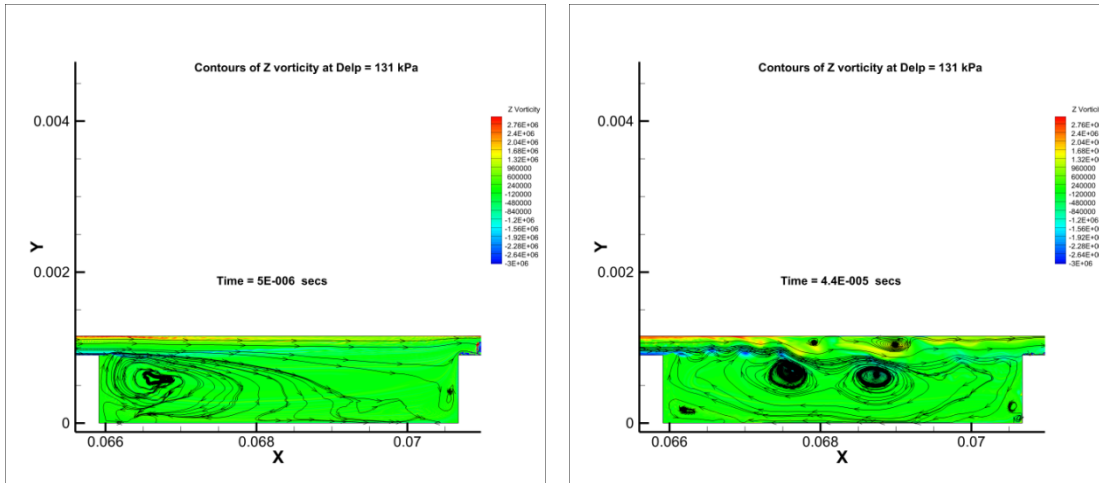 Contours of Z vorticity at Delp = 131 kPa
Z Vorticity
2.76E+06
2.4E+06
2.04E+06
1.68E+06
1.32E+06
960000
600000
240000
-120000
-480000
-840000
-1.2E+06
-1.56E+06
-1.92E+06
-2.28E+06
-2.64E+06
-3E+06
0.004
Y
0.002
Time = 5E-006 secs
0
0.066
0.068
0.07
X
Contours of Z vorticity at Delp = 131 kPa
Z Vorticity
2.76E+06
2.4E+06
2.04E+06
1.68E+06
1.32E+06
960000
600000
240000
-120000
-480000
-840000
-1.2E+06
-1.56E+06
-1.92E+06
-2.28E+06
-2.64E+06
-3E+06
0.004
Y
0.002
Time = 4.4E-005 secs
0
0.066
0.068
0.07
X